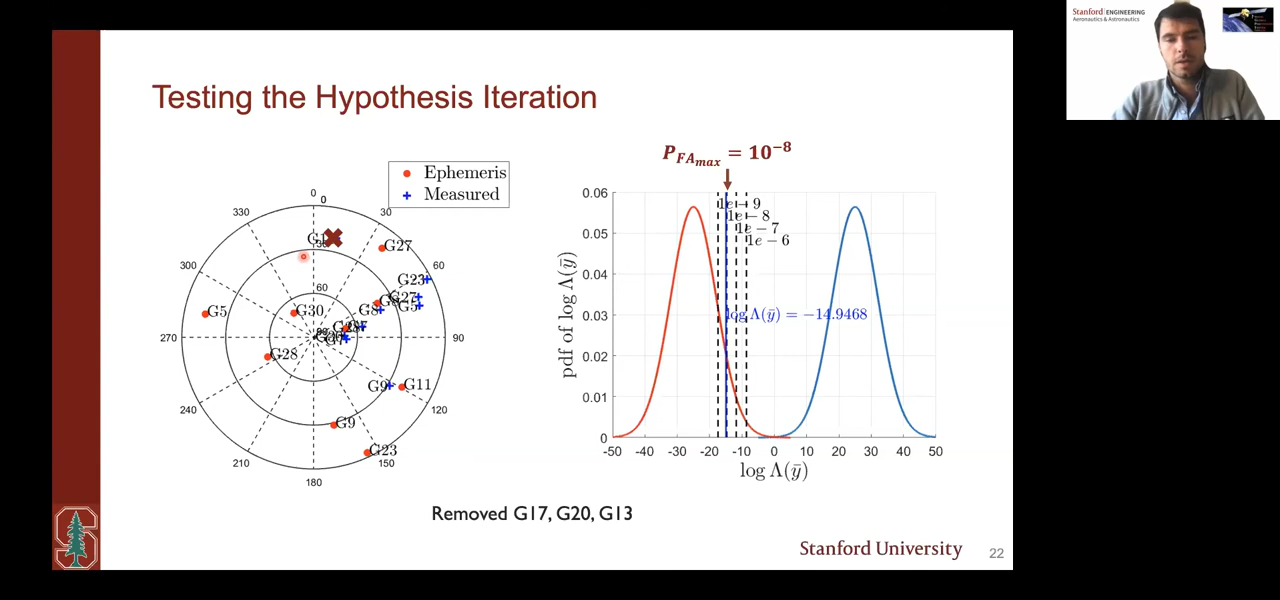 Stanford ENGINEERING
Aeronautics & Astronautics
Testing the Hypothesis Iteration
P_FA_max = 10^-8
Ephemeris
Measured
0
0
30
60
90
120
150
180
210
240
270
300
330
60
G27
G23
G27
G5
G8
G5
G30
G28
G9
G11
G9
G23
0.06
0.05
0.04
0.03
0.02
0.01
0
1e-9
1e-8
1e-7
1e-6
log Λ(ȳ) = −14.9468
pdf of log Λ(ȳ)
-50 -40 -30 -20 -10 0 10 20 30 40 50
log Λ(ȳ)
Removed G17, G20, G13
Stanford University
22